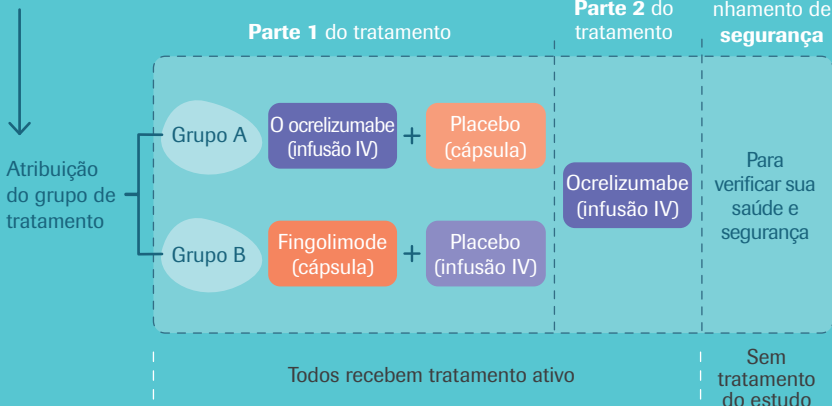 Parte 1 do tratamento
Parte 2 do
tratamento
nhamento de
segurança
Atribuição
do grupo de
tratamento
Grupo A
O ocrelizumabe
(infusão IV)
+
Placebo
(cápsula)
Grupo B
Fingolimode
(cápsula)
+
Placebo
(infusão IV)
Ocrelizumabe
(infusão IV)
Para
verificar sua
saúde e
segurança
Todos recebem tratamento ativo
Sem
tratamento
do estudo